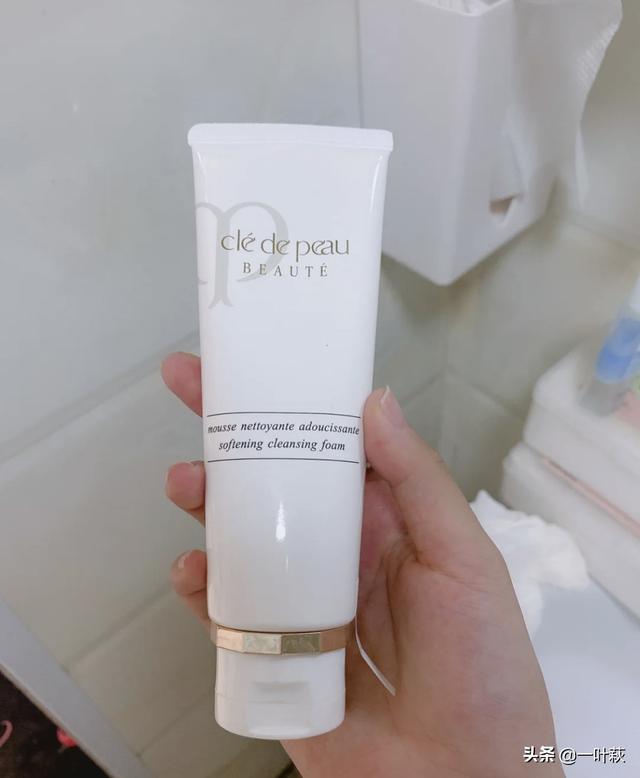 clé de peau
BEAUTÉ
mousse nettoyante adoucissante
softening cleansing foam
头条 @一叶萩